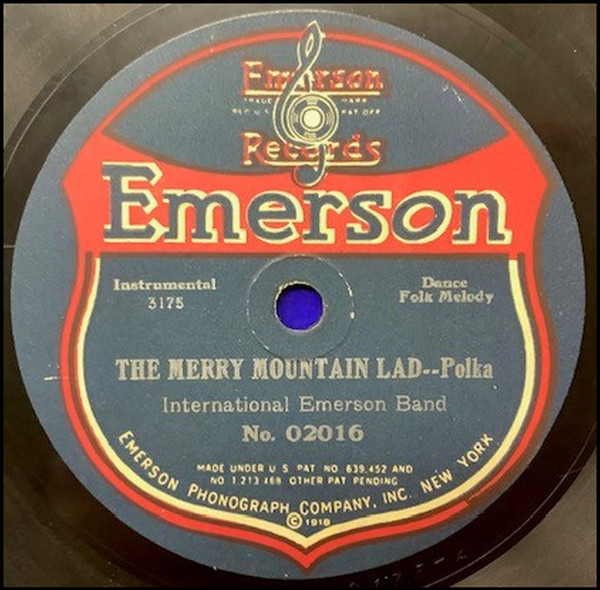 Emerson
TRADE MARK
REG U.S. PAT OFF
Records
Emerson
Instrumental
3175
Dance
Folk Melody
THE MERRY MOUNTAIN LAD--Polka
International Emerson Band
No. 02016
MADE UNDER U S PAT NO. 639,452 AND
NO 1,213,468 OTHER PAT PENDING
EMERSON PHONOGRAPH COMPANY, INC. NEW YORK
© 1918